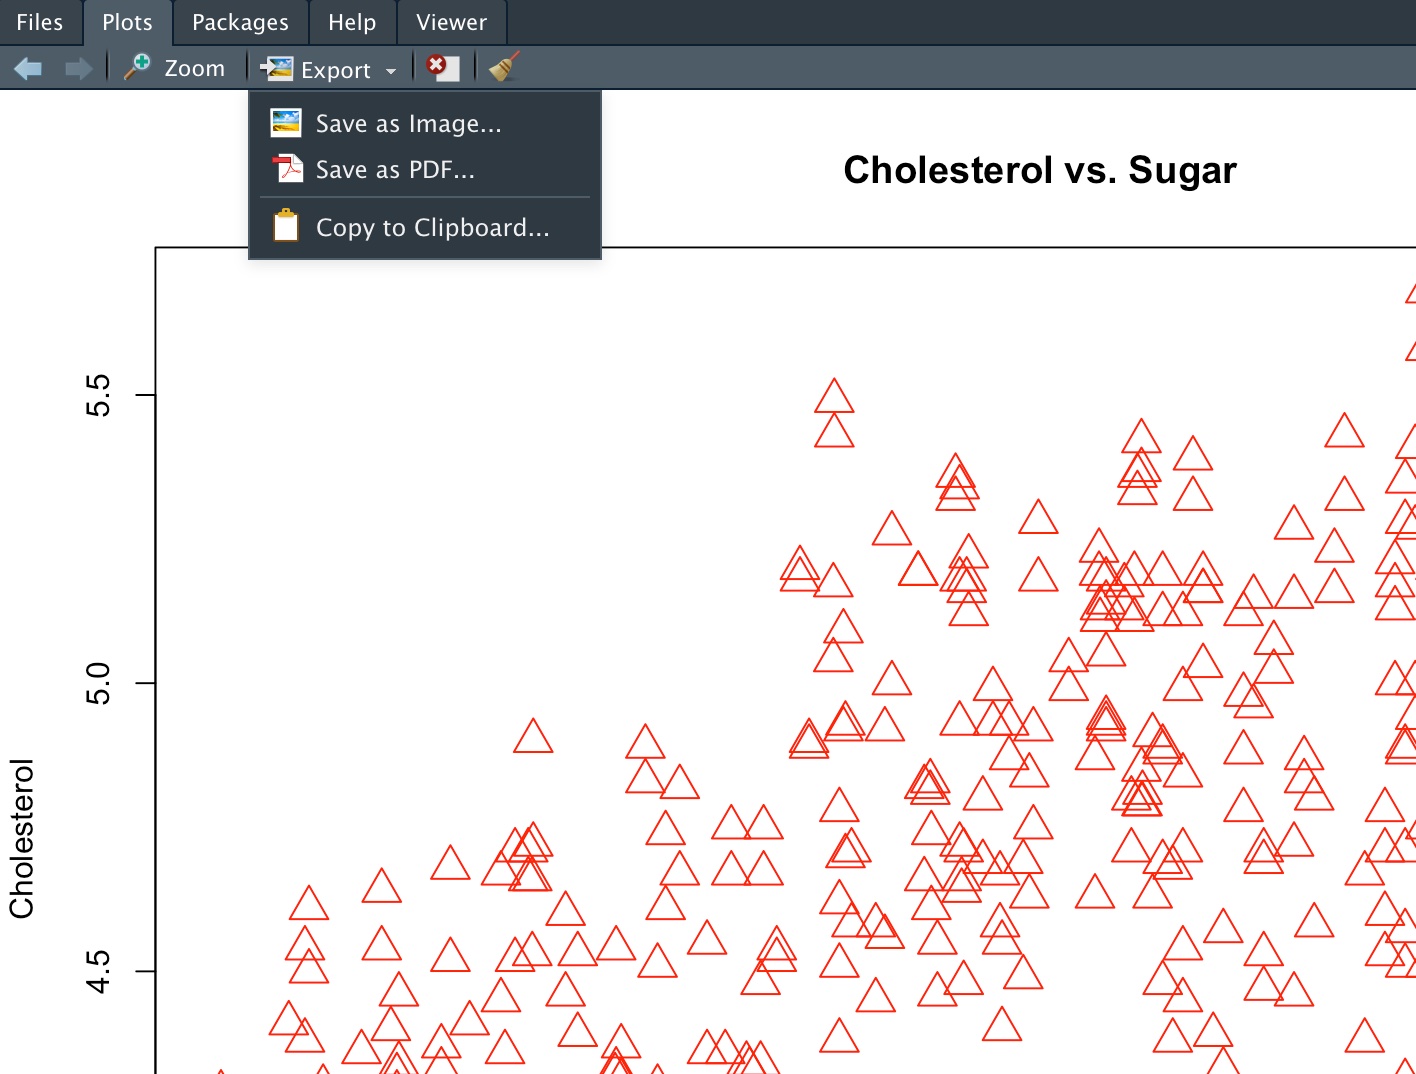 Files Plots Packages Help Viewer
Zoom Export
Save as Image...
Save as PDF...
Copy to Clipboard...
Cholesterol vs. Sugar
5.5
5.0
4.5
Cholesterol